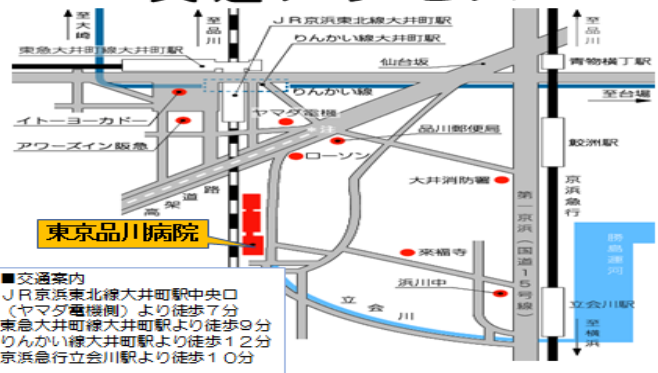 至大崎
至品川
JR京浜東北線大井町駅
至品川
りんかい線大井町駅
東急大井町線大井町駅
仙台坂
青物横丁駅
りんかい線
至台場
イトーヨーカドー
ヤマダ電機
注
品川郵便局
アワーズイン阪急
ローソン
鮫洲駅
大井消防署
高架道路
第一京浜(国道15号線)
京浜急行
東京品川病院
来福寺
勝島運河
浜川中
立会川
立会川駅
至横浜
■交通案内
JR京浜東北線大井町駅中央口
(ヤマダ電機側)より徒歩7分
東急大井町線大井町駅より徒歩9分
りんかい線大井町駅より徒歩12分
京浜急行立会川駅より徒歩10分